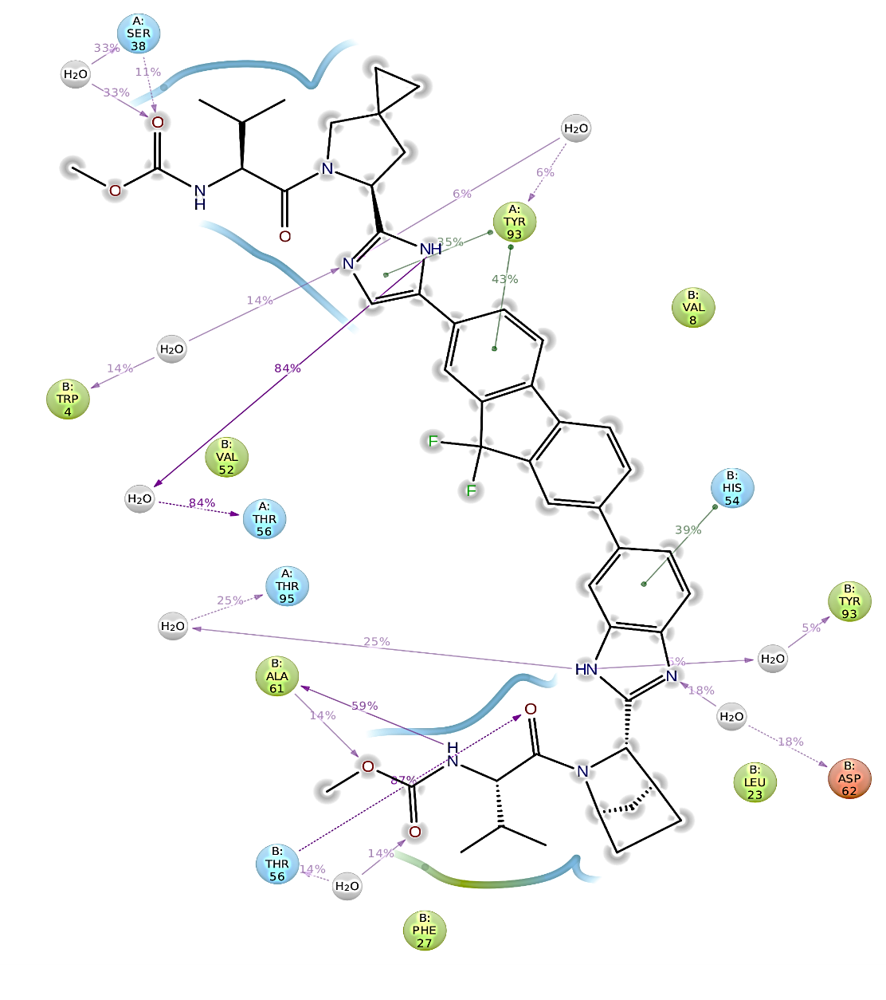 A:
SER
38
33%
H₂O
11%
33%
O
H₂O
O
N
H
N
6%
O
6%
A:
TYR
93
35%
NH
N
43%
14%
B:
VAL
8
H₂O
14%
84%
B:
TRP
4
F
B:
VAL
52
F
B:
HIS
54
H₂O
84%
A:
THR
56
39%
A:
THR
95
25%
H₂O
B:
TYR
93
5%
25%
H₂O
5%
HN
N
B:
ALA
61
18%
59%
O
14%
H₂O
18%
H
N
O
N
87%
B:
LEU
23
B:
ASP
62
O
B:
THR
56
14%
14%
H₂O
B:
PHE
27